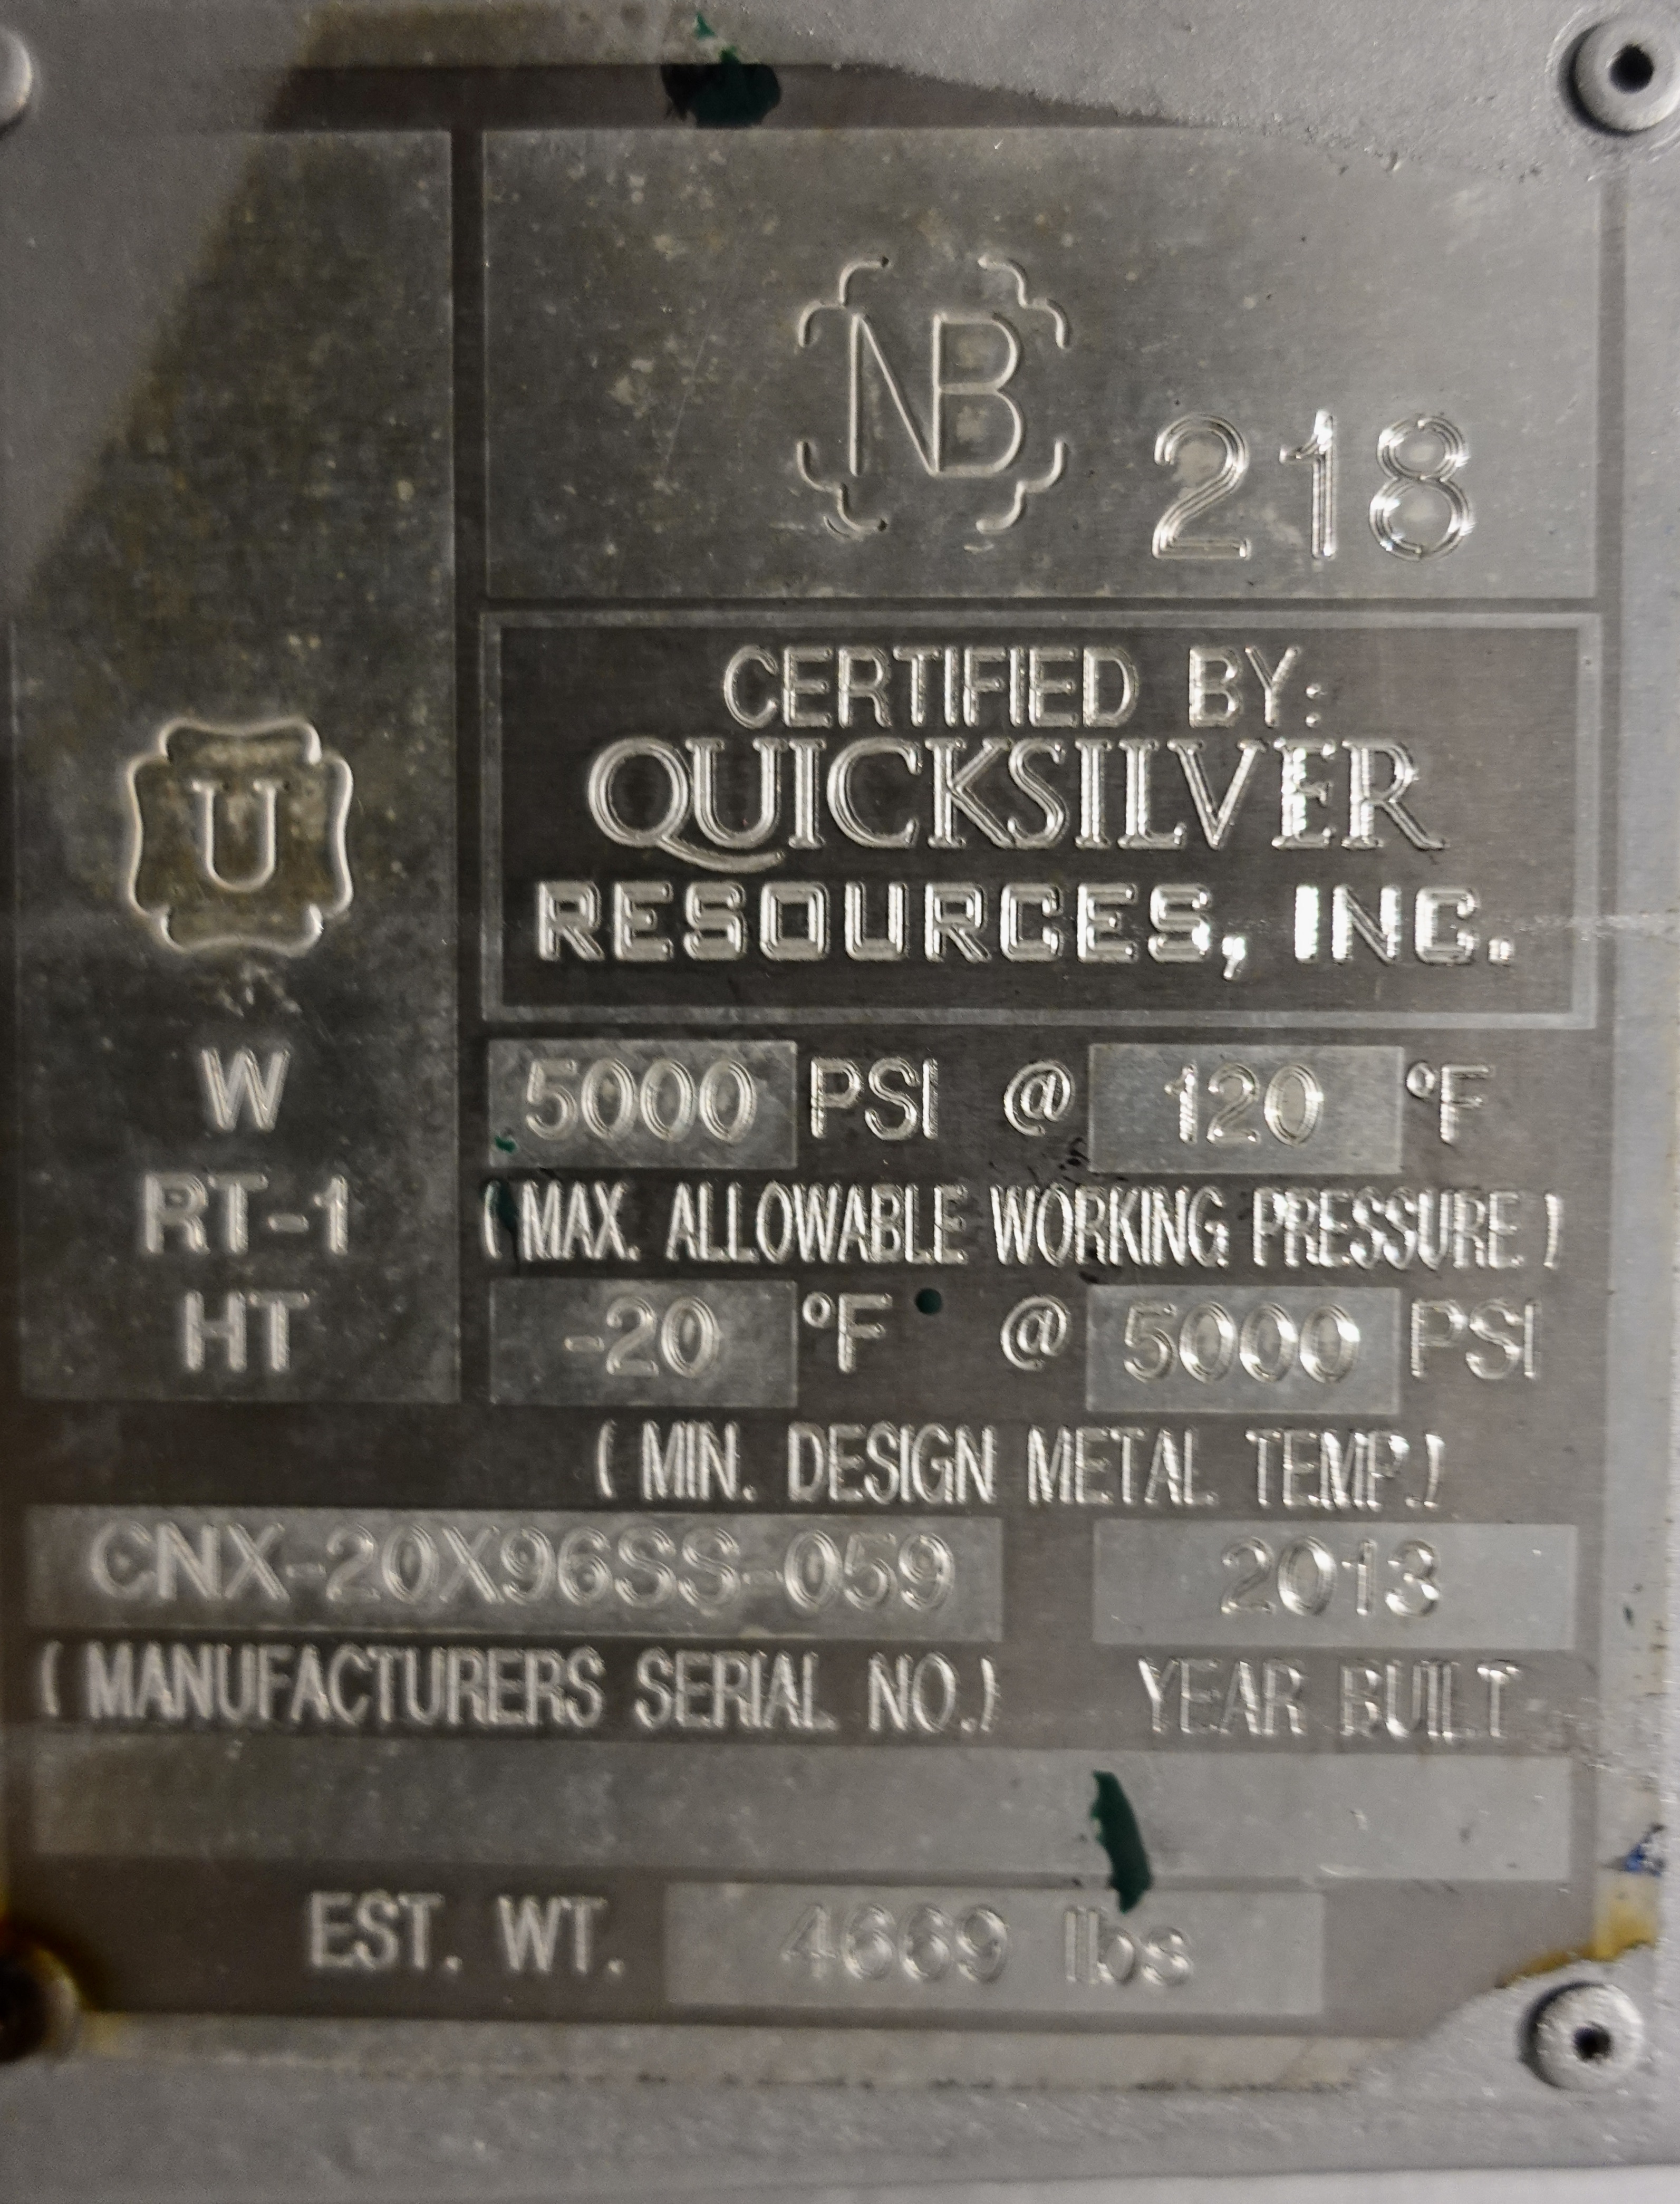 NB 218
CERTIFIED BY:
QUICKSILVER
RESOURCES, INC.
U
W
RT-1
HT
5000 PSI @ 120 °F
( MAX. ALLOWABLE WORKING PRESSURE )
-20 °F @ 5000 PSI
( MIN. DESIGN METAL TEMP.)
CNX-20X96SS-059 2013
( MANUFACTURERS SERIAL NO.) YEAR BUILT
EST. WT. 4669 lbs